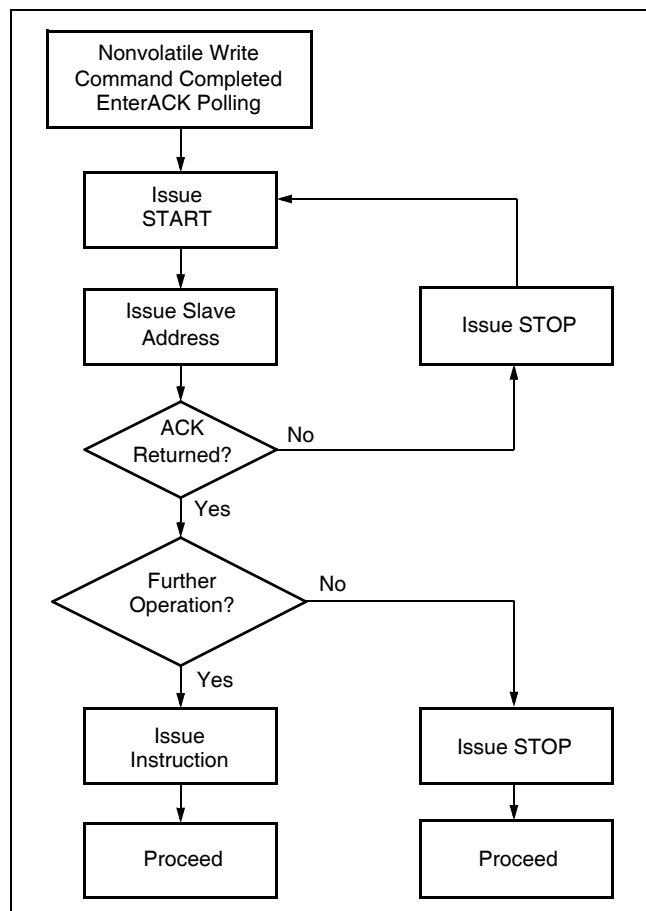 Nonvolatile Write
Command Completed
EnterACK Polling
Issue
START
Issue Slave
Address
Issue STOP
ACK
Returned?
No
Yes
Further
Operation?
No
Yes
Issue
Instruction
Issue STOP
Proceed
Proceed